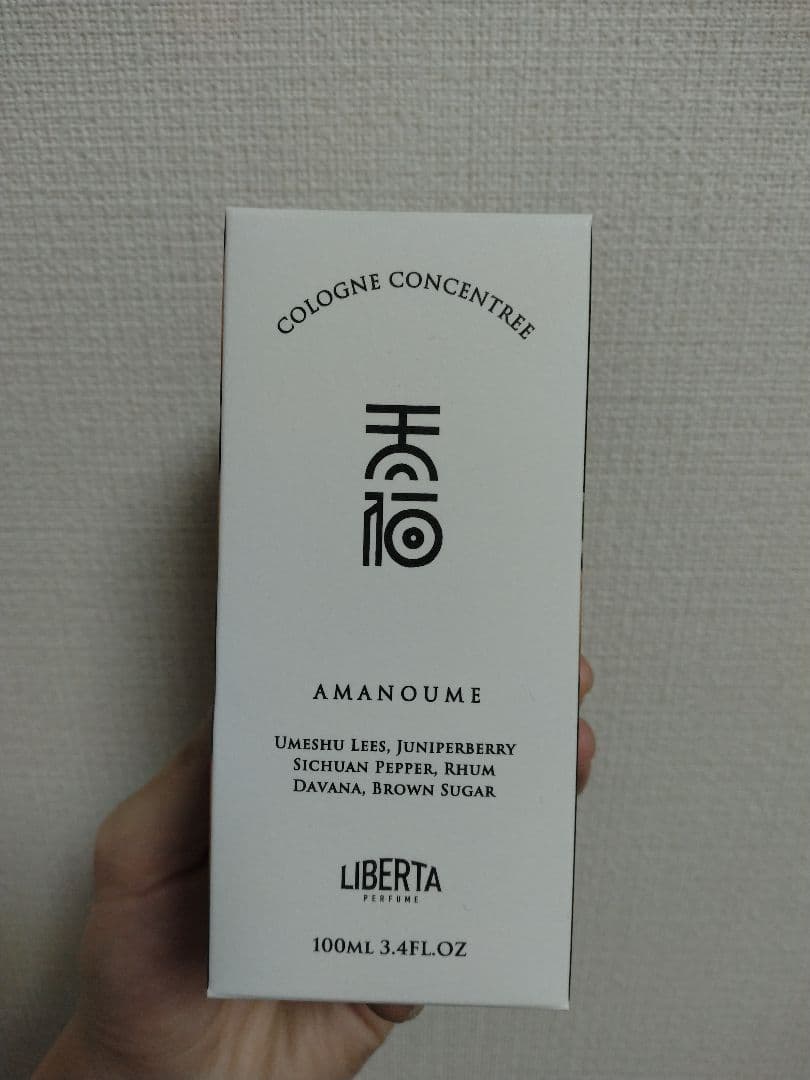 COLOGNE CONCENTREE
AMANOUME
UMESHU LEES, JUNIPERBERRY
SICHUAN PEPPER, RHUM
DAVANA, BROWN SUGAR
LIBERTA
PERFUME
100ML 3.4FL.OZ